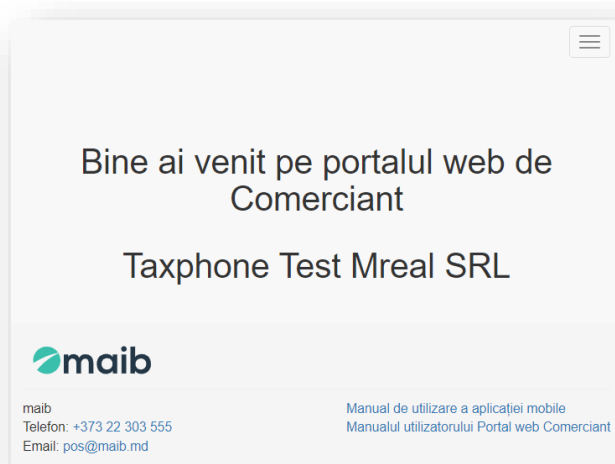 Bine ai venit pe portalul web de
Comerciant
Taxphone Test Mreal SRL
maib
maib
Telefon: +373 22 303 555
Email: pos@maib.md
Manual de utilizare a aplicației mobile
Manualul utilizatorului Portal web Comerciant